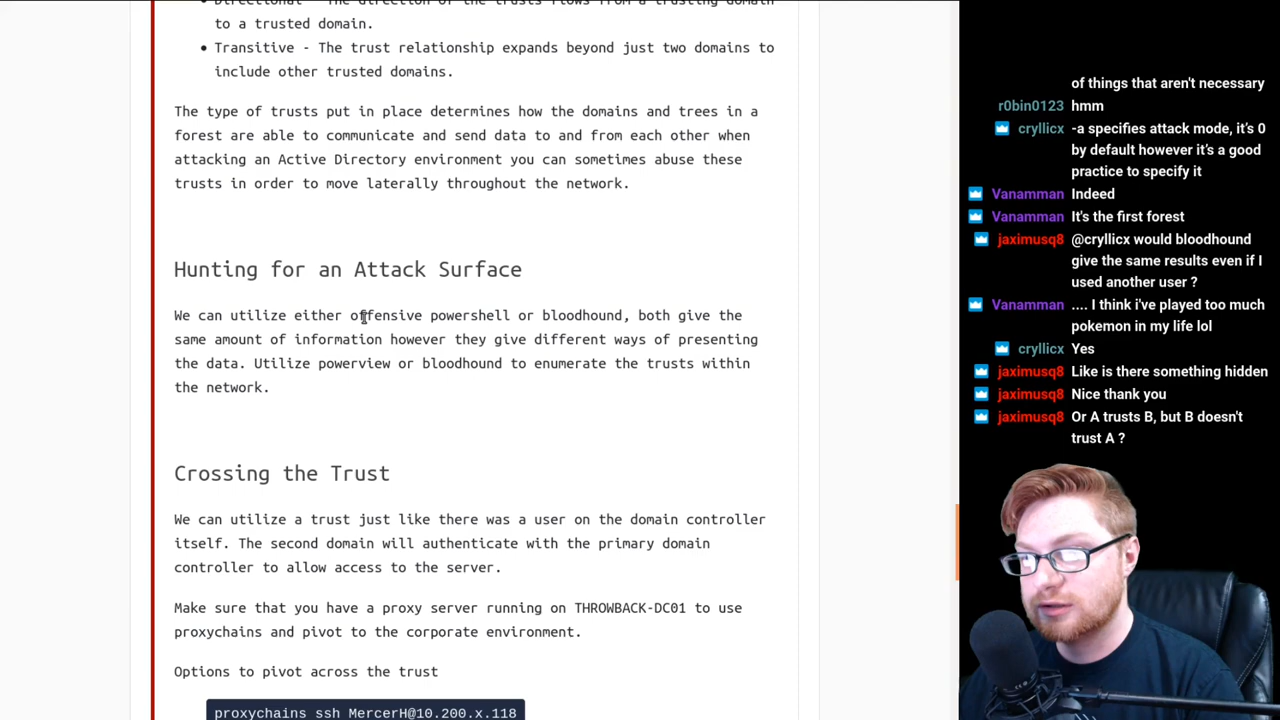 Directional - The direction of the trusts flows from a trusting domain
to a trusted domain.
Transitive - The trust relationship expands beyond just two domains to
include other trusted domains.
The type of trusts put in place determines how the domains and trees in a
forest are able to communicate and send data to and from each other when
attacking an Active Directory environment you can sometimes abuse these
trusts in order to move laterally throughout the network.
Hunting for an Attack Surface
We can utilize either offensive powershell or bloodhound, both give the
same amount of information however they give different ways of presenting
the data. Utilize powerview or bloodhound to enumerate the trusts within
the network.
Crossing the Trust
We can utilize a trust just like there was a user on the domain controller
itself. The second domain will authenticate with the primary domain
controller to allow access to the server.
Make sure that you have a proxy server running on THROWBACK-DC01 to use
proxychains and pivot to the corporate environment.
Options to pivot across the trust
proxychains ssh MercerH@10.200.x.118
of things that aren't necessary
r0bin0123 hmm
cryllicx -a specifies attack mode, it's 0
by default however it's a good
practice to specify it
Vanamman Indeed
Vanamman It's the first forest
jaximusq8 @cryllicx would bloodhound
give the same results even if I
used another user ?
Vanamman .... I think i've played too much
pokemon in my life lol
cryllicx Yes
jaximusq8 Like is there something hidden
jaximusq8 Nice thank you
jaximusq8 Or A trusts B, but B doesn't
trust A ?